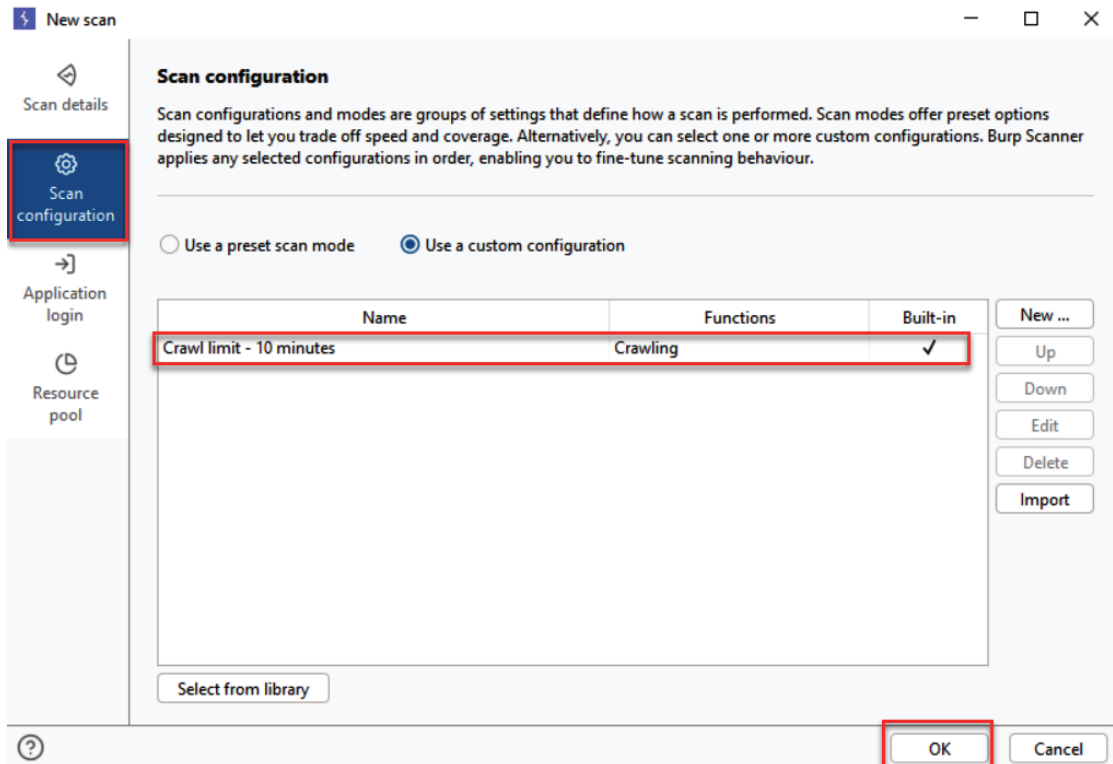 New scan
Scan details
Scan
configuration
Application
login
Resource
pool
Scan configuration
Scan configurations and modes are groups of settings that define how a scan is performed. Scan modes offer preset options
designed to let you trade off speed and coverage. Alternatively, you can select one or more custom configurations. Burp Scanner
applies any selected configurations in order, enabling you to fine-tune scanning behaviour.
Use a preset scan mode
Use a custom configuration
Name
Functions
Built-in
Crawl limit - 10 minutes
Crawling
New ...
Up
Down
Edit
Delete
Import
Select from library
OK
Cancel